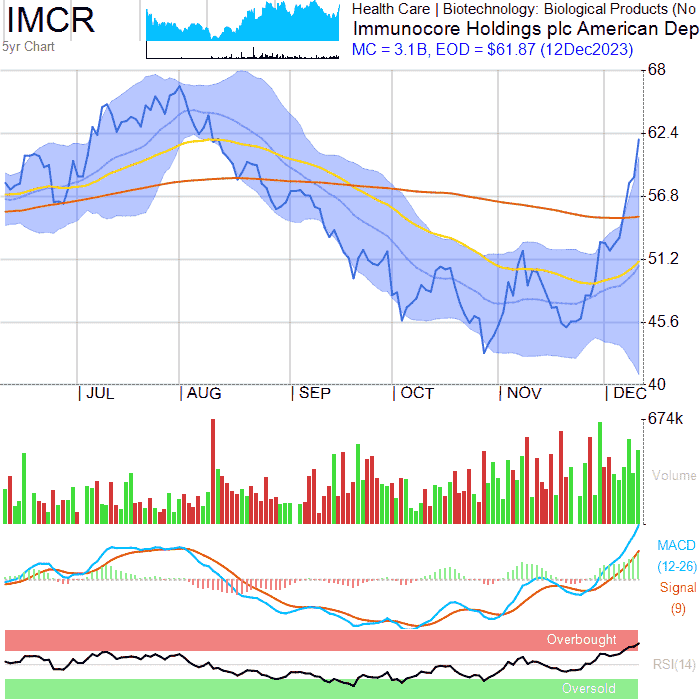 IMCR
5yr Chart
Health Care | Biotechnology: Biological Products (No
Immunocore Holdings plc American Dep
MC = 3.1B, EOD = $61.87 (12Dec2023)
68
62.4
56.8
51.2
45.6
40
| JUL | AUG | SEP | OCT | NOV | DEC
674k
Volume
MACD
(12-26)
Signal
(9)
Overbought
RSI(14)
Oversold